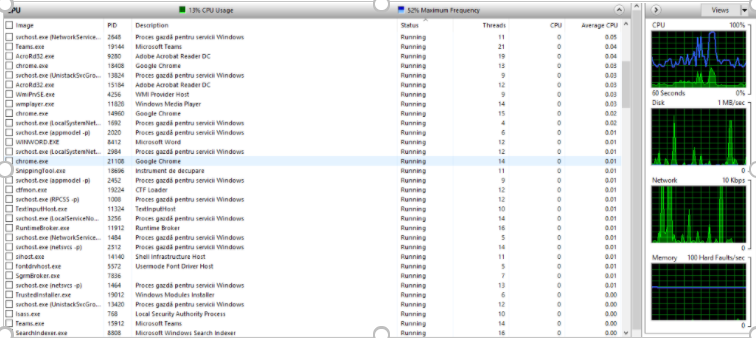 CPU 13% CPU Usage 52% Maximum Frequency Views
Image PID Description Status Threads CPU Average CPU
svchost.exe (NetworkService... 2648 Proces gazdă pentru servicii Windows Running 11 0 0.05
Teams.exe 19144 Microsoft Teams Running 21 0 0.04
AcroRd32.exe 9280 Adobe Acrobat Reader DC Running 19 0 0.04
chrome.exe 18408 Google Chrome Running 13 0 0.03
svchost.exe (UnistackSvcGro... 13824 Proces gazdă pentru servicii Windows Running 9 0 0.03
AcroRd32.exe 15184 Adobe Acrobat Reader DC Running 12 0 0.03
WmiPrvSE.exe 4256 WMI Provider Host Running 9 0 0.03
wmplayer.exe 11628 Windows Media Player Running 14 0 0.03
chrome.exe 14960 Google Chrome Running 15 0 0.02
svchost.exe (LocalSystemNet... 1692 Proces gazdă pentru servicii Windows Running 4 0 0.02
svchost.exe (appmodel -p) 2020 Proces gazdă pentru servicii Windows Running 6 0 0.01
WINWORD.EXE 8412 Microsoft Word Running 12 0 0.01
svchost.exe (LocalSystemNet... 2984 Proces gazdă pentru servicii Windows Running 12 0 0.01
chrome.exe 21108 Google Chrome Running 14 0 0.01
SnippingTool.exe 18696 Instrument de decupare Running 11 0 0.01
svchost.exe (appmodel -p) 2452 Proces gazdă pentru servicii Windows Running 9 0 0.01
ctfmon.exe 19224 CTF Loader Running 12 0 0.01
svchost.exe (RPCSS -p) 1008 Proces gazdă pentru servicii Windows Running 10 0 0.01
TextInputHost.exe 11324 TextInputHost Running 10 0 0.01
svchost.exe (LocalServiceNo... 3256 Proces gazdă pentru servicii Windows Running 14 0 0.01
RuntimeBroker.exe 11912 Runtime Broker Running 16 0 0.01
svchost.exe (NetworkService... 1484 Proces gazdă pentru servicii Windows Running 5 0 0.01
svchost.exe (netsvcs -p) 2512 Proces gazdă pentru servicii Windows Running 14 0 0.01
sihost.exe 14140 Shell Infrastructure Host Running 11 0 0.01
fontdrvhost.exe 5572 Usermode Font Driver Host Running 5 0 0.01
SgrmBroker.exe 7836 Running 7 0 0.01
svchost.exe (netsvcs -p) 1464 Proces gazdă pentru servicii Windows Running 13 0 0.01
TrustedInstaller.exe 19012 Windows Modules Installer Running 6 0 0.00
svchost.exe (UnistackSvcGro... 13420 Proces gazdă pentru servicii Windows Running 12 0 0.00
lsass.exe 768 Local Security Authority Process Running 10 0 0.00
Teams.exe 15912 Microsoft Teams Running 14 0 0.00
SearchIndexer.exe 8808 Microsoft Windows Search Indexer Running 16 0 0.00
CPU 100%
60 Seconds 0%
Disk 1 MB/sec
0
Network 10 Kbps
0
Memory 100 Hard Faults/sec
0